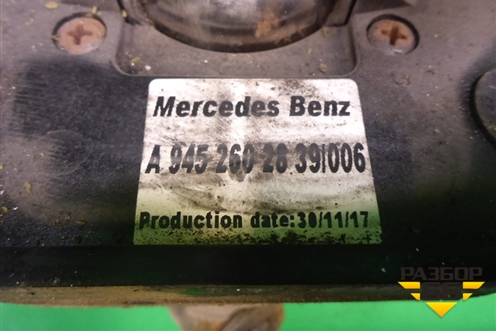 Mercedes Benz
A 945 260 28 39/006
Production date:30/11/17
РАЗБОР